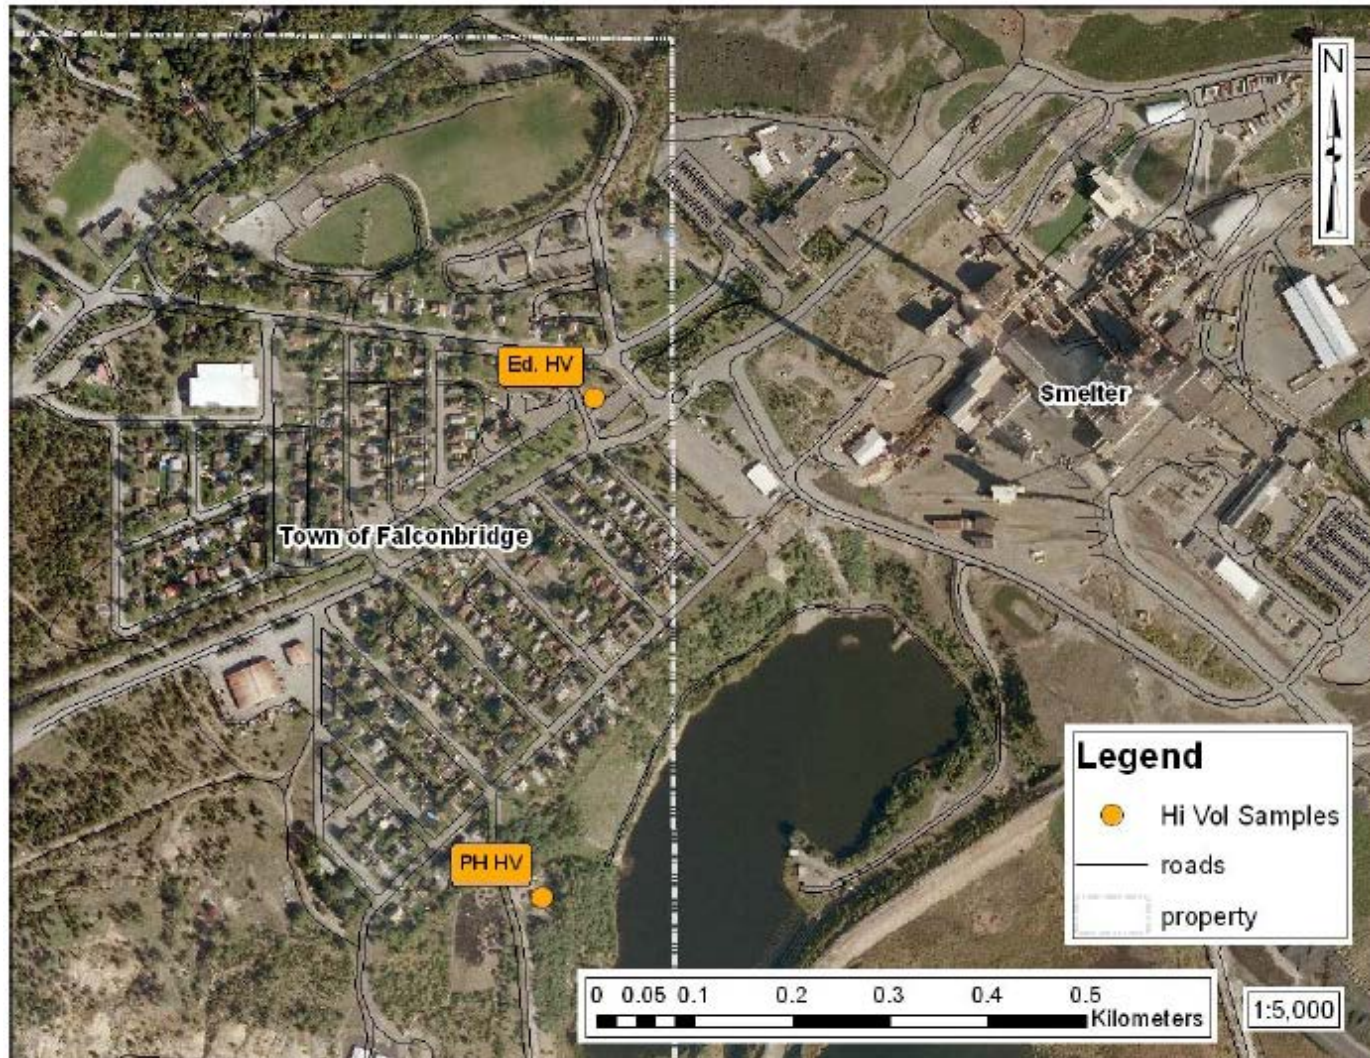 N
Ed. HV
Smelter
Town of Falconbridge
Legend
Hi Vol Samples
PH HV
roads
property
0 0.05 0.1 0.2 0.3 0.4 0.5
Kilometers
1:5,000